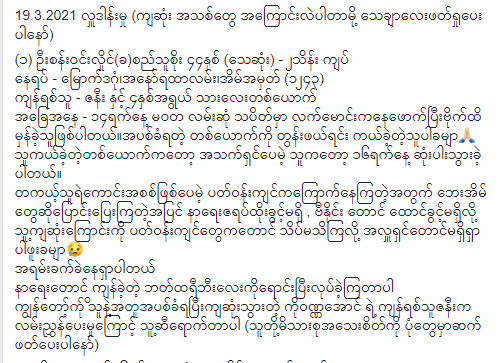 19.3.2021 လှူဒါန်းမှု (ကျဆုံး အသစ်တွေ အကြောင်းလဲပါတာမို့ သေချာလေးဖတ်ရှုပေး
ပါနော်)
(၁) ဦးစန်းဝင်းလှိုင်(ခ)စည်သူစိုး ၄၄နှစ် (သေဆုံး) -၂သိန်း ကျပ်
နေရပ် - မြောက်ဒဂုံ၊အနော်ရထာလမ်း၊အိမ်အမှတ် (၁၂၄၃)
ကျန်ရစ်သူ - ဇနီး နှင့် ၄နှစ်အရွယ် သားလေးတစ်ယောက်
အခြေအနေ - ၁၄ရက်နေ့ မဝတ လမ်းဆုံ သပိတ်မှာ လက်မောင်းကနေဖောက်ပြီးဗိုက်ထိ
မှန်ခဲ့သူဖြစ်ပါတယ်။အပစ်ခံရတဲ့ တစ်ယောက်ကို တွန်းဖယ်ရင်း ကယ်ခဲ့တဲ့သူပါခမျာ🙏
သူကယ်ခဲ့တဲ့တစ်ယောက်ကတော့ အသက်ရှင်ပေမဲ့ သူကတော့ ၁၆ရက်နေ့ ဆုံးပါးသွားခဲ့
ပါတယ်။
တကယ့်သူရဲကောင်းအစစ်ဖြစ်ပေမဲ့ ပတ်ဝန်းကျင်ကကြောက်နေကြတဲ့အတွက် ဘေးအိမ်
တွေဆိုပြောင်းပြေးကြတဲ့အပြင် နာရေးဇရပ်ထိုးခွင့်မရှိ , ဗီနိုင်း တောင် ထောင်ခွင့်မရှိလို့
သူ့ကျဆုံးကြောင်းကို ပတ်ဝန်းကျင်တွေကတောင် သိပ်မသိကြလို့ အလှူရှင်တောင်မရှိရှာ
ပါဖူးခမျာ😢
အရမ်းခက်ခဲနေရှာပါတယ်
နာရေးတောင် ကျန်ခဲ့တဲ့ ဘတ်ထရီဘီးလေးကိုရောင်းပြီးလုပ်ခဲ့ကြတာပါ
ကျွန်တော်က် သူနဲ့အတူအပစ်ခံရပြီးကျဆုံးသွားတဲ့ ကိုဝဏ္ဏအောင် ရဲ့ကျန်ရစ်သူဇနီးက
လမ်းညွှန်ပေးမှုကြောင့် သူ့ဆီရောက်တာပါ (သူတို့မိသားစုအသေးစိတ်ကို ပုံတွေမှာဆက်
ဖတ်ပေးပါနော်)